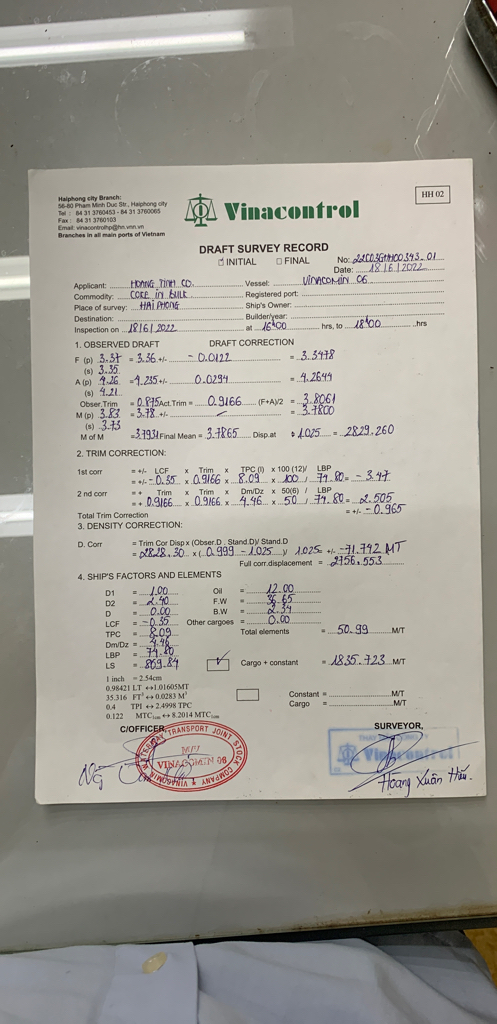 Haiphong city Branch:
56-80 Pham Minh Duc Str., Haiphong city
Tel : 84 31 3760453 - 84 31 3760065
Fax : 84 31 3760103
Email: vinacontrolhp@hn.vnn.vn
Branches in all main ports of Vietnam
Vinacontrol
HH 02
DRAFT SURVEY RECORD
INITIAL □ FINAL
No: 22C03GHH00343-01
Date: 18/6/2022
Applicant: HOANG TINH CO. Vessel: VINACOMIN 06
Commodity: COKE IN BULK Registered port:
Place of survey: HAI PHONG Ship's Owner:
Destination: Builder/year:
Inspection on 18/6/2022 at 16h00 hrs, to 18h00 hrs
1. OBSERVED DRAFT DRAFT CORRECTION
F (p) 3.37 = 3.36 +/- - 0.0122 = 3.3478
(s) 3.35
A (p) 4.26 = 4.235 +/- 0.0294 = 4.2644
(s) 4.21
Obser.Trim = 0.875 Act.Trim = 0.9166 (F+A)/2 = 3.8061
M (p) 3.83 = 3.78 +/- = 3.7800
(s) 3.73
M of M = 3.7931 Final Mean = 3.7865 Disp.at 1.025 = 2829.260
2. TRIM CORRECTION:
LCF x Trim x TPC (I) x 100 (12)/ LBP
1st corr = +/- - 0.35 x 0.9166 x 8.09 x 100 / 74.80 = - 3.47
Trim x Trim x Dm/Dz x 50(6) / LBP
2nd corr = + 0.9166 x 0.9166 x 4.46 x 50 / 74.80 = 2.505
Total Trim Correction = +/- - 0.965
3. DENSITY CORRECTION:
D. Corr = Trim Cor Disp x (Obser.D . Stand.D)/ Stand.D
= 2828.30 x ( 0.999 - 1.025 )/ 1.025 = +/- -71.742 MT
Full corr.displacement = 2756.553
4. SHIP'S FACTORS AND ELEMENTS
D1 = 1.00 Oil = 12.00
D2 = 2.40 F.W = 36.65
D = 0.00 B.W = 2.34
LCF = -0.35 Other cargoes = 0.00
TPC = 8.09 Total elements = 50.99 M/T
Dm/Dz = 4.46
LBP = 74.80
LS = 869.84 Cargo + constant = 1835.723 M/T
1 inch = 2.54cm
0.98421 LT ↔ 1.01605MT
35.316 FT³ ↔ 0.0283 M³ Constant = M/T
0.4 TPI ↔ 2.4998 TPC Cargo = M/T
0.122 MTC ↔ 8.2014 MTC
C/OFFICER, SURVEYOR,
WATERWAY TRANSPORT JOINT STOCK COMPANY ★ VINACOMIN
M/V
VINACOMIN 06
Vinacontrol
Hoàng Xuân Hiếu.